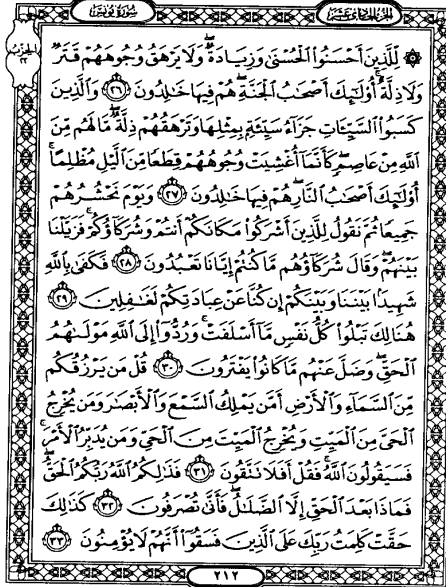 سورة يونس
الجزء الحادي عشر
الحزب ٢٢
۞ لِّلَّذِينَ أَحْسَنُوا۟ ٱلْحُسْنَىٰ وَزِيَادَةٌ ۖ وَلَا يَرْهَقُ وُجُوهَهُمْ قَتَرٌ
وَلَا ذِلَّةٌ ۚ أُو۟لَٰٓئِكَ أَصْحَٰبُ ٱلْجَنَّةِ ۖ هُمْ فِيهَا خَٰلِدُونَ ٢٦ وَٱلَّذِينَ
كَسَبُوا۟ ٱلسَّيِّـَٔاتِ جَزَآءُ سَيِّئَةٍۭ بِمِثْلِهَا وَتَرْهَقُهُمْ ذِلَّةٌ ۖ مَّا لَهُم مِّنَ
ٱللَّهِ مِنْ عَاصِمٍ ۖ كَأَنَّمَآ أُغْشِيَتْ وُجُوهُهُمْ قِطَعًا مِّنَ ٱلَّيْلِ مُظْلِمًا ۚ
أُو۟لَٰٓئِكَ أَصْحَٰبُ ٱلنَّارِ ۖ هُمْ فِيهَا خَٰلِدُونَ ٢٧ وَيَوْمَ نَحْشُرُهُمْ
جَمِيعًا ثُمَّ نَقُولُ لِلَّذِينَ أَشْرَكُوا۟ مَكَانَكُمْ أَنتُمْ وَشُرَكَآؤُكُمْ ۚ فَزَيَّلْنَا
بَيْنَهُمْ ۖ وَقَالَ شُرَكَآؤُهُم مَّا كُنتُمْ إِيَّانَا تَعْبُدُونَ ٢٨ فَكَفَىٰ بِٱللَّهِ
شَهِيدًۢا بَيْنَنَا وَبَيْنَكُمْ إِن كُنَّا عَنْ عِبَادَتِكُمْ لَغَٰفِلِينَ ٢٩
هُنَالِكَ تَبْلُوا۟ كُلُّ نَفْسٍ مَّآ أَسْلَفَتْ ۚ وَرُدُّوٓا۟ إِلَى ٱللَّهِ مَوْلَىٰهُمُ
ٱلْحَقِّ ۖ وَضَلَّ عَنْهُم مَّا كَانُوا۟ يَفْتَرُونَ ٣٠ قُلْ مَن يَرْزُقُكُم
مِّنَ ٱلسَّمَآءِ وَٱلْأَرْضِ أَمَّن يَمْلِكُ ٱلسَّمْعَ وَٱلْأَبْصَٰرَ وَمَن يُخْرِجُ
ٱلْحَىَّ مِنَ ٱلْمَيِّتِ وَيُخْرِجُ ٱلْمَيِّتَ مِنَ ٱلْحَىِّ وَمَن يُدَبِّرُ ٱلْأَمْرَ ۚ
فَسَيَقُولُونَ ٱللَّهُ ۚ فَقُلْ أَفَلَا تَتَّقُونَ ٣١ فَذَٰلِكُمُ ٱللَّهُ رَبُّكُمُ ٱلْحَقُّ ۖ
فَمَاذَا بَعْدَ ٱلْحَقِّ إِلَّا ٱلضَّلَٰلُ ۖ فَأَنَّىٰ تُصْرَفُونَ ٣٢ كَذَٰلِكَ
حَقَّتْ كَلِمَتُ رَبِّكَ عَلَى ٱلَّذِينَ فَسَقُوٓا۟ أَنَّهُمْ لَا يُؤْمِنُونَ ٣٣
٢١٢